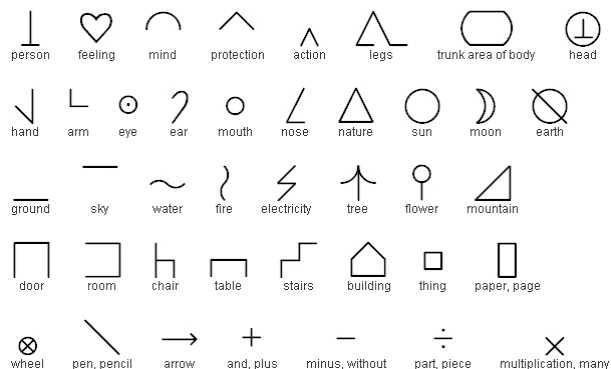 person feeling mind protection action legs trunk area of body head
hand arm eye ear mouth nose nature sun moon earth
ground sky water fire electricity tree flower mountain
door room chair table stairs building thing paper, page
wheel pen, pencil arrow and, plus minus, without part, piece multiplication, many